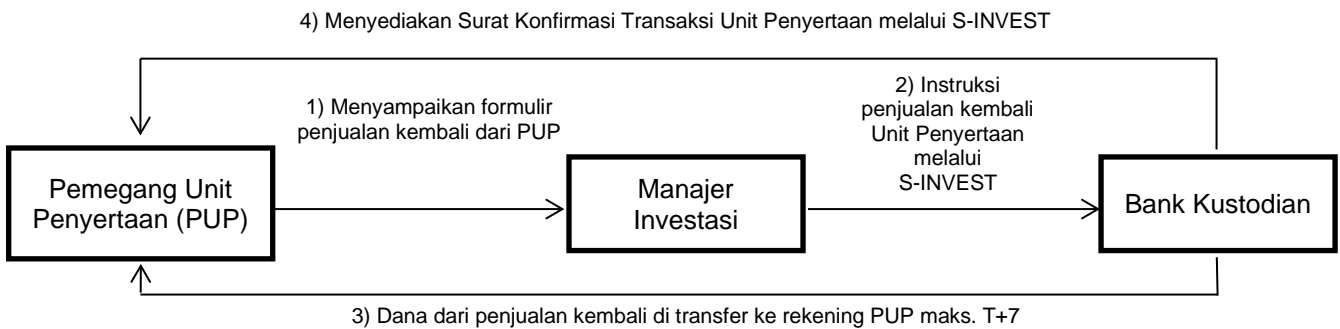 4) Menyediakan Surat Konfirmasi Transaksi Unit Penyertaan melalui S-INVEST
1) Menyampaikan formulir
penjualan kembali dari PUP
2) Instruksi
penjualan kembali
Unit Penyertaan
melalui
S-INVEST
Pemegang Unit
Penyertaan (PUP)
Manajer
Investasi
Bank Kustodian
3) Dana dari penjualan kembali di transfer ke rekening PUP maks. T+7